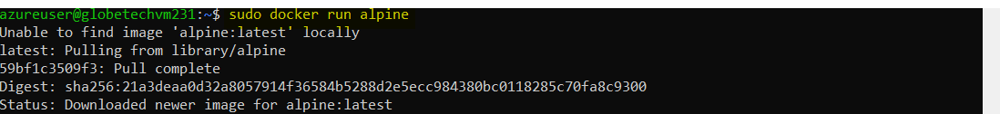 azureuser@globetechvm231:~$ sudo docker run alpine
Unable to find image 'alpine:latest' locally
latest: Pulling from library/alpine
59bf1c3509f3: Pull complete
Digest: sha256:21a3deaa0d32a8057914f36584b5288d2e5ecc984380bc0118285c70fa8c9300
Status: Downloaded newer image for alpine:latest